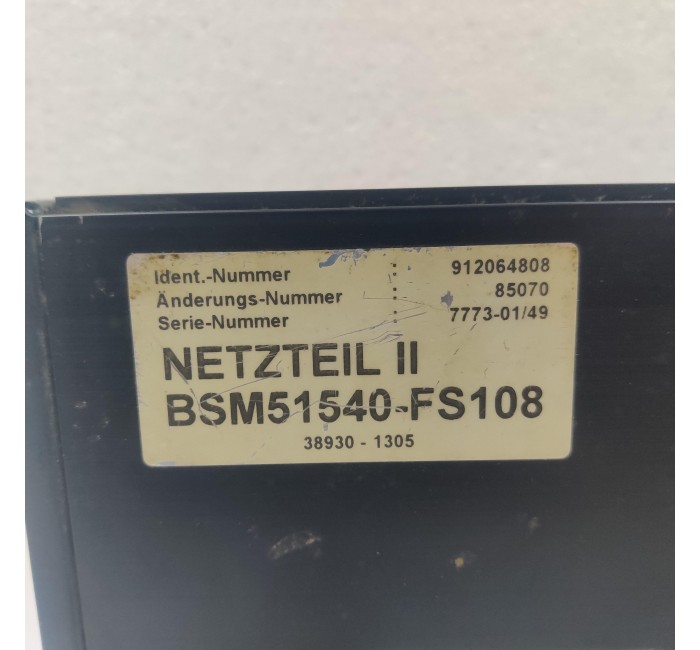 Ident.-Nummer : 912064808
Änderungs-Nummer : 85070
Serie-Nummer : 7773-01/49
NETZTEIL II
BSM51540-FS108
38930 - 1305